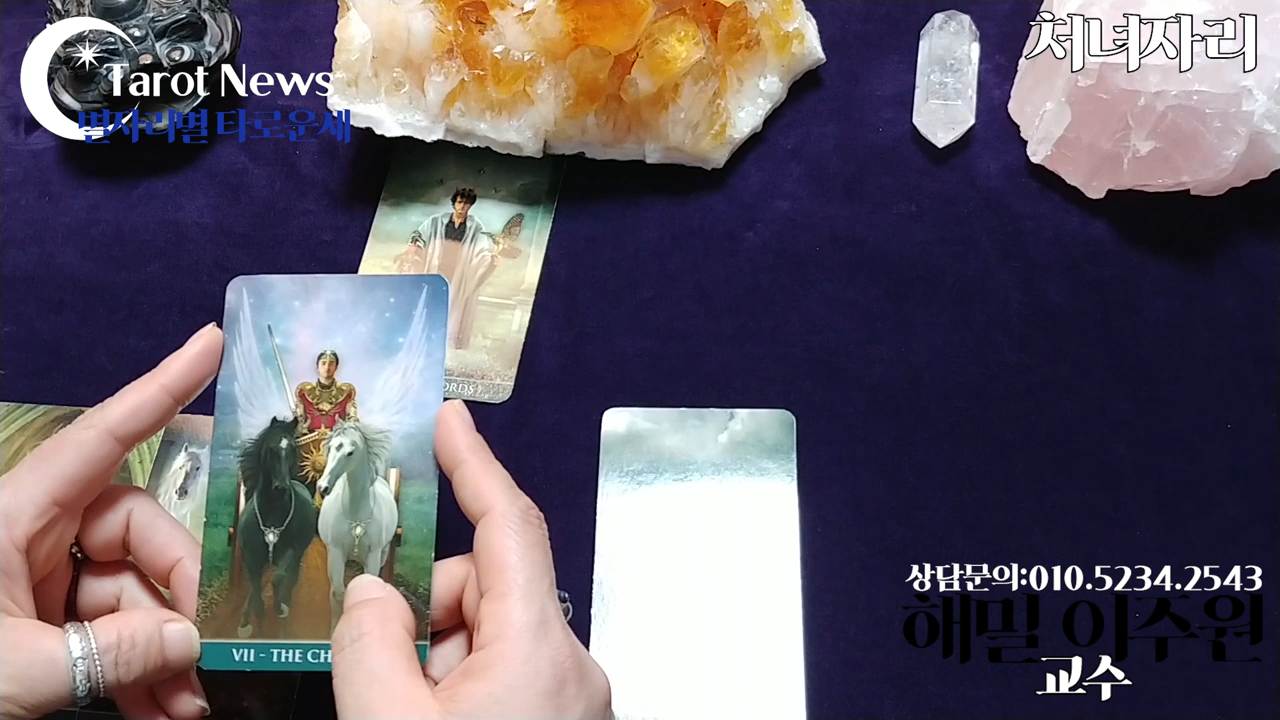 Tarot News
별자리별 타로운세
처녀자리
ORDS
VII - THE CH
상담문의:010.5234.2543
해밀 이주원
교수